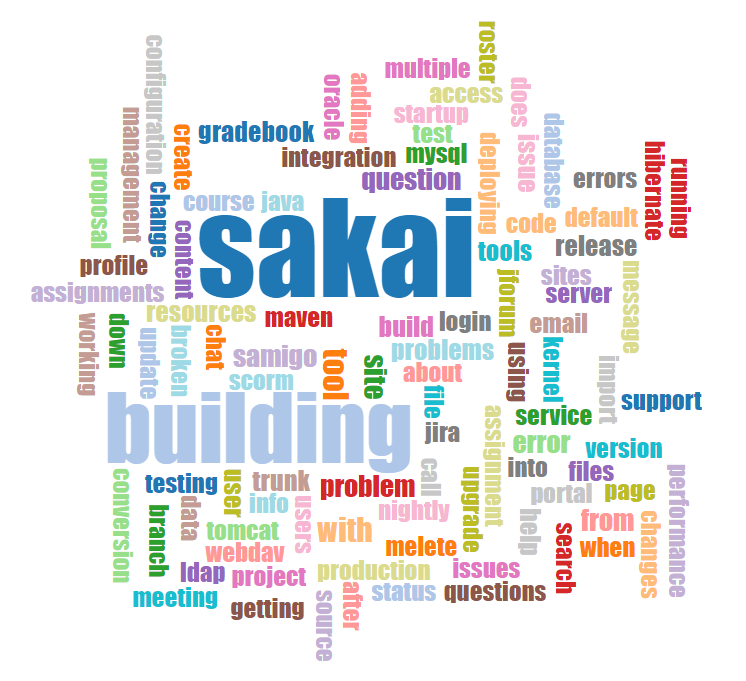 roster
configuration
multiple
oracle
adding
access
does
startup
management
create
gradebook
test
deploying
issue
database
integration
mysql
hibernate
running
proposal
question
errors
change
course
java
content
sakai
code
default
tools
release
profile
jforum
sites
message
assignments
server
resources
maven
working
down
update
broken
chat
build
login
email
samigo
tool
problems
using
kernel
site
about
import
scorm
file
support
building
assignment
service
jira
error
version
into
files
conversion
testing
user
trunk
problem
call
upgrade
portal
page
performance
branch
data
info
users
nightly
help
search
from
changes
tomcat
with
webdav
melete
when
ldap
project
production
issues
meeting
getting
source
after
status
questions